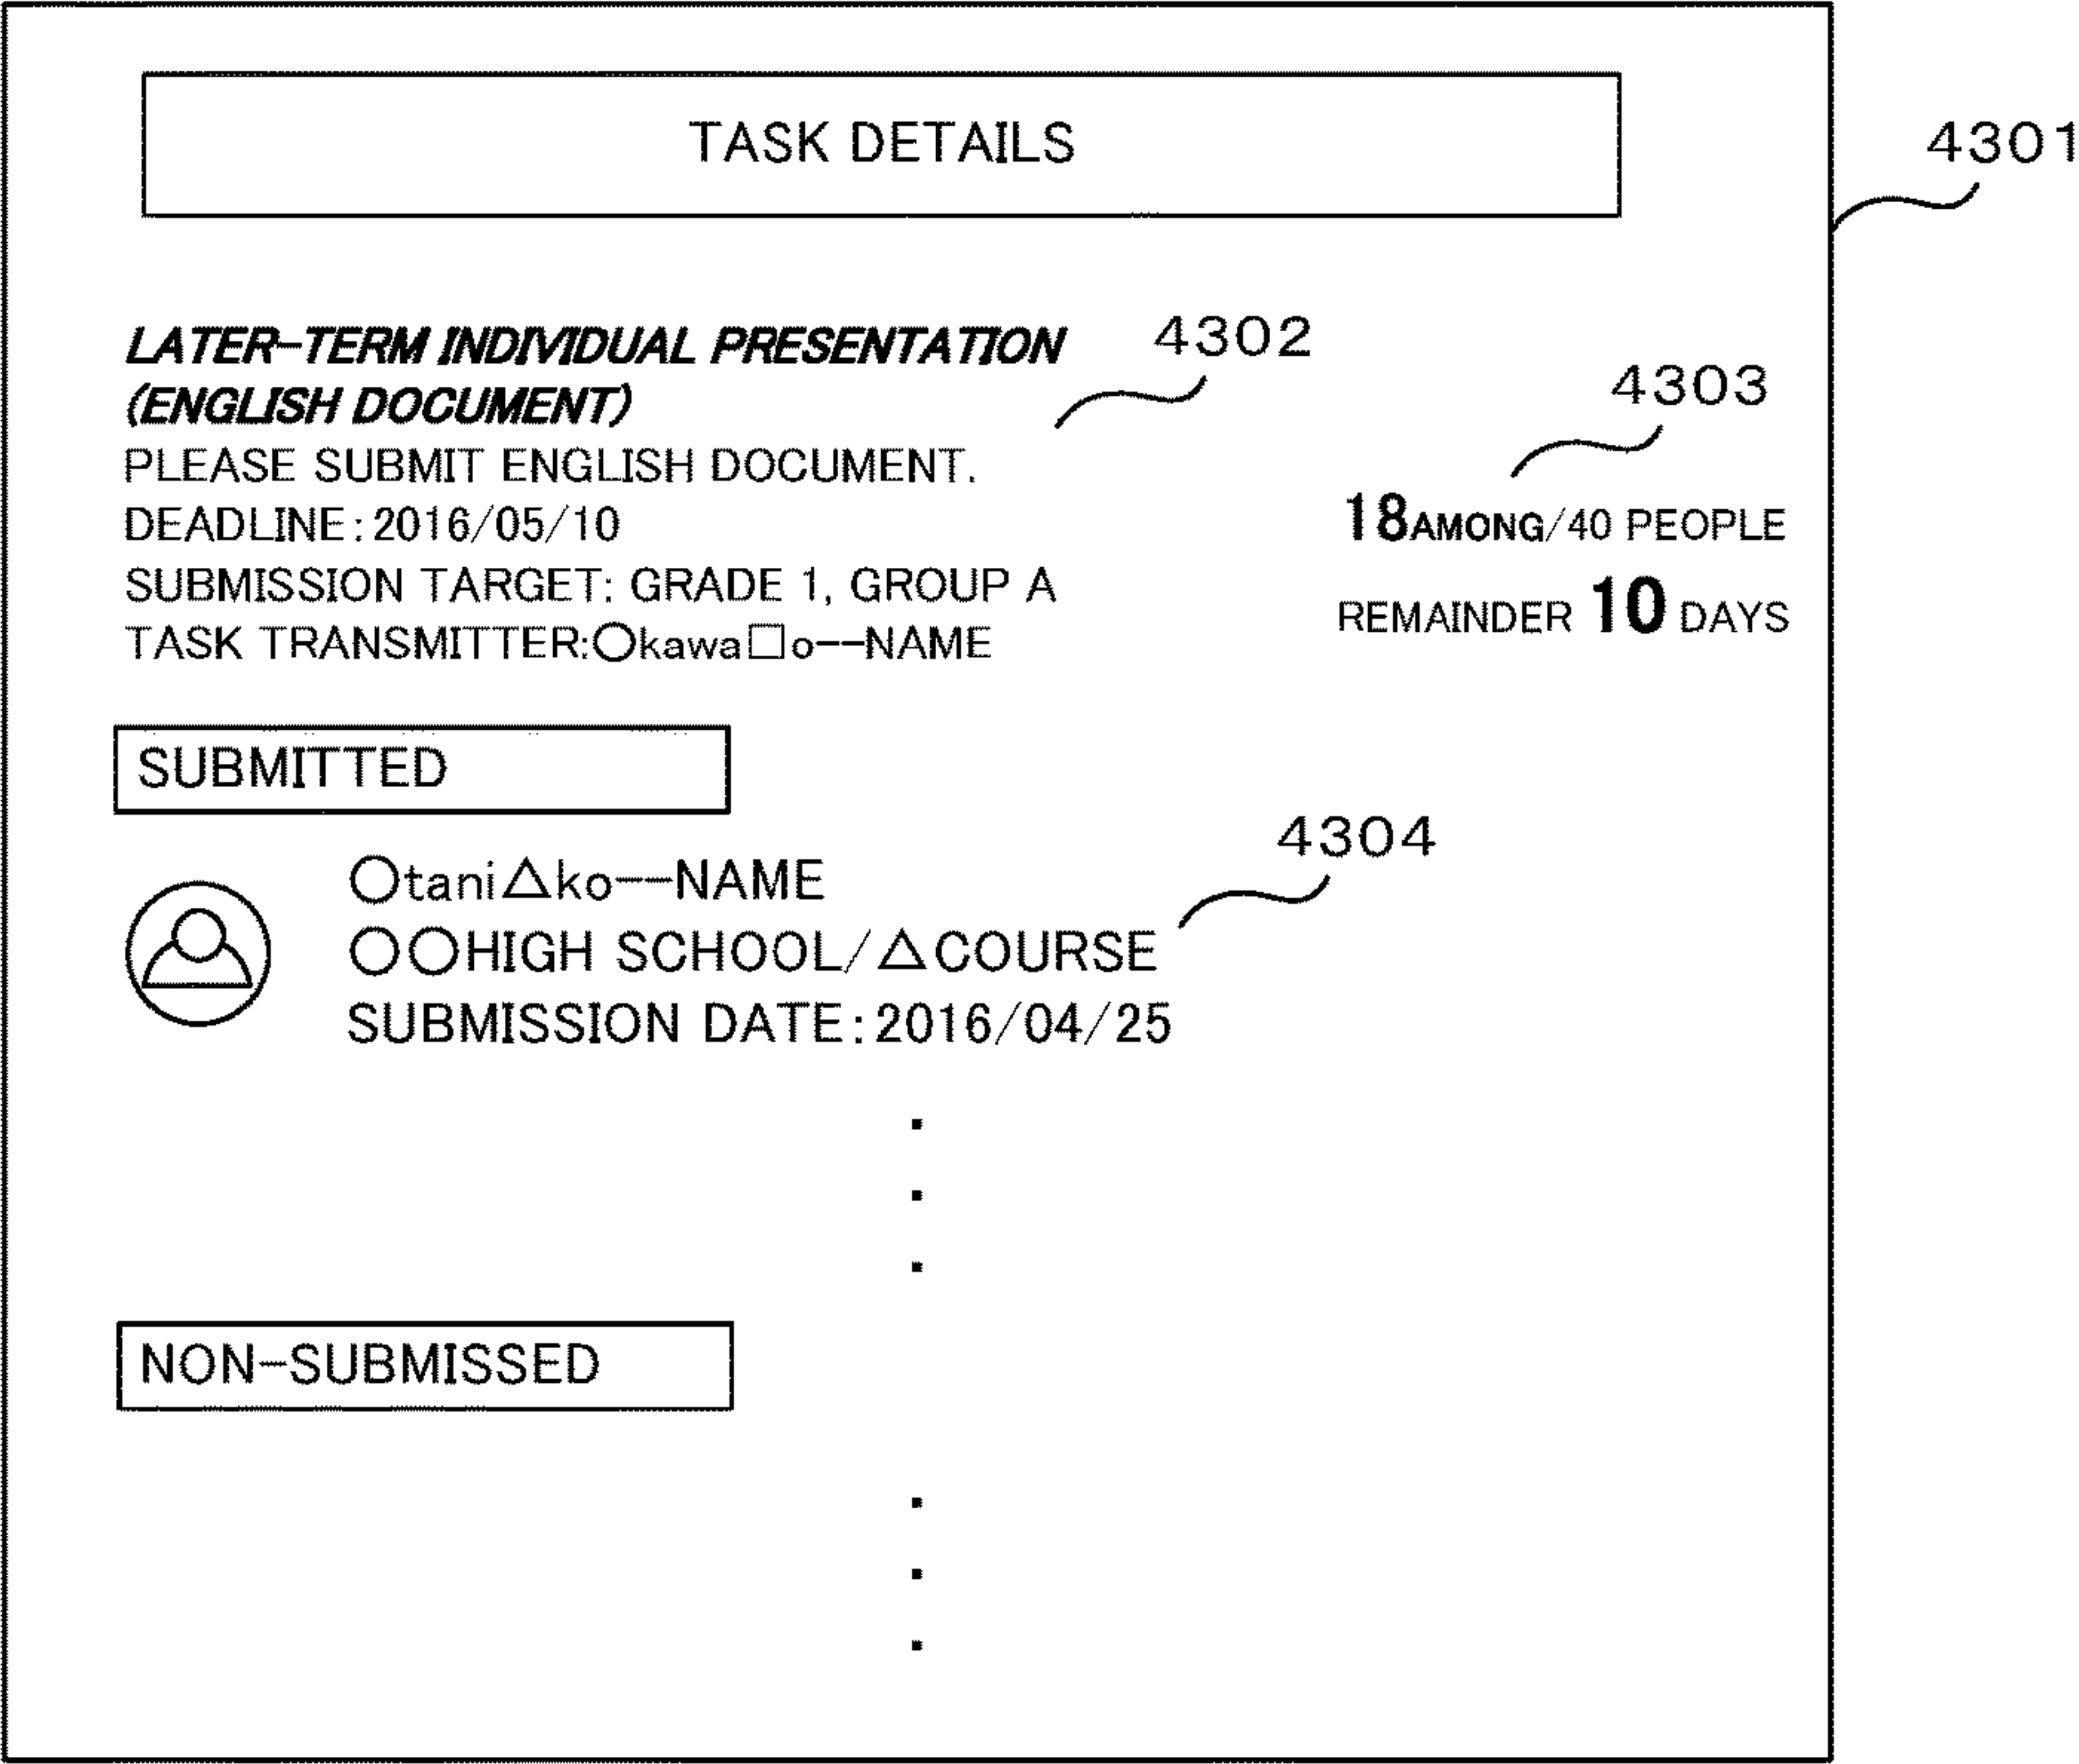 TASK DETAILS
4301
LATER-TERM INDIVIDUAL PRESENTATION
(ENGLISH DOCUMENT)
4302
PLEASE SUBMIT ENGLISH DOCUMENT.
DEADLINE:2016/05/10
SUBMISSION TARGET: GRADE 1, GROUP A
TASK TRANSMITTER:○kawa□o--NAME
4303
18AMONG/40 PEOPLE
REMAINDER 10 DAYS
SUBMITTED
4304
○tani△ko--NAME
○○HIGH SCHOOL/△COURSE
SUBMISSION DATE:2016/04/25
NON-SUBMISSED